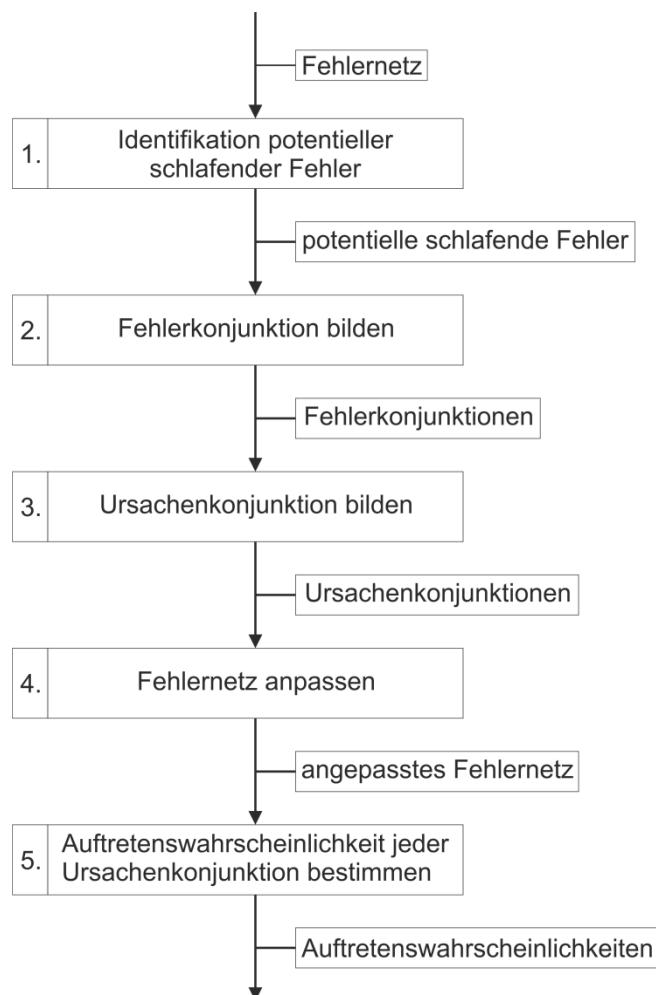 Fehlernetz
1. Identifikation potentieller
schlafender Fehler
potentielle schlafende Fehler
2. Fehlerkonjunktion bilden
Fehlerkonjunktionen
3. Ursachenkonjunktion bilden
Ursachenkonjunktionen
4. Fehlernetz anpassen
angepasstes Fehlernetz
5. Auftretenswahrscheinlichkeit jeder
Ursachenkonjunktion bestimmen
Auftretenswahrscheinlichkeiten